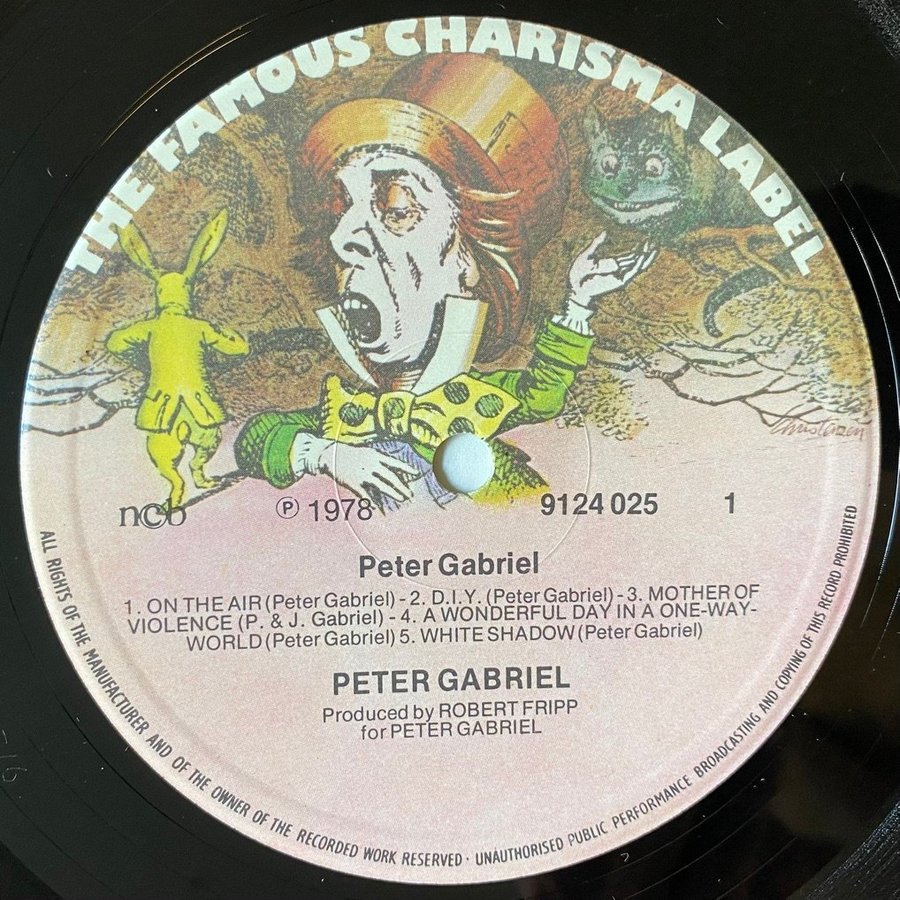 THE FAMOUS CHARISMA LABEL
ncb ℗ 1978 9124 025 1
Peter Gabriel
1. ON THE AIR (Peter Gabriel) - 2. D.I.Y. (Peter Gabriel) - 3. MOTHER OF
VIOLENCE (P. & J. Gabriel) - 4. A WONDERFUL DAY IN A ONE-WAY-
WORLD (Peter Gabriel) 5. WHITE SHADOW (Peter Gabriel)
PETER GABRIEL
Produced by ROBERT FRIPP
for PETER GABRIEL
ALL RIGHTS OF THE MANUFACTURER AND OF THE OWNER OF THE RECORDED WORK RESERVED · UNAUTHORISED PUBLIC PERFORMANCE BROADCASTING AND COPYING OF THIS RECORD PROHIBITED